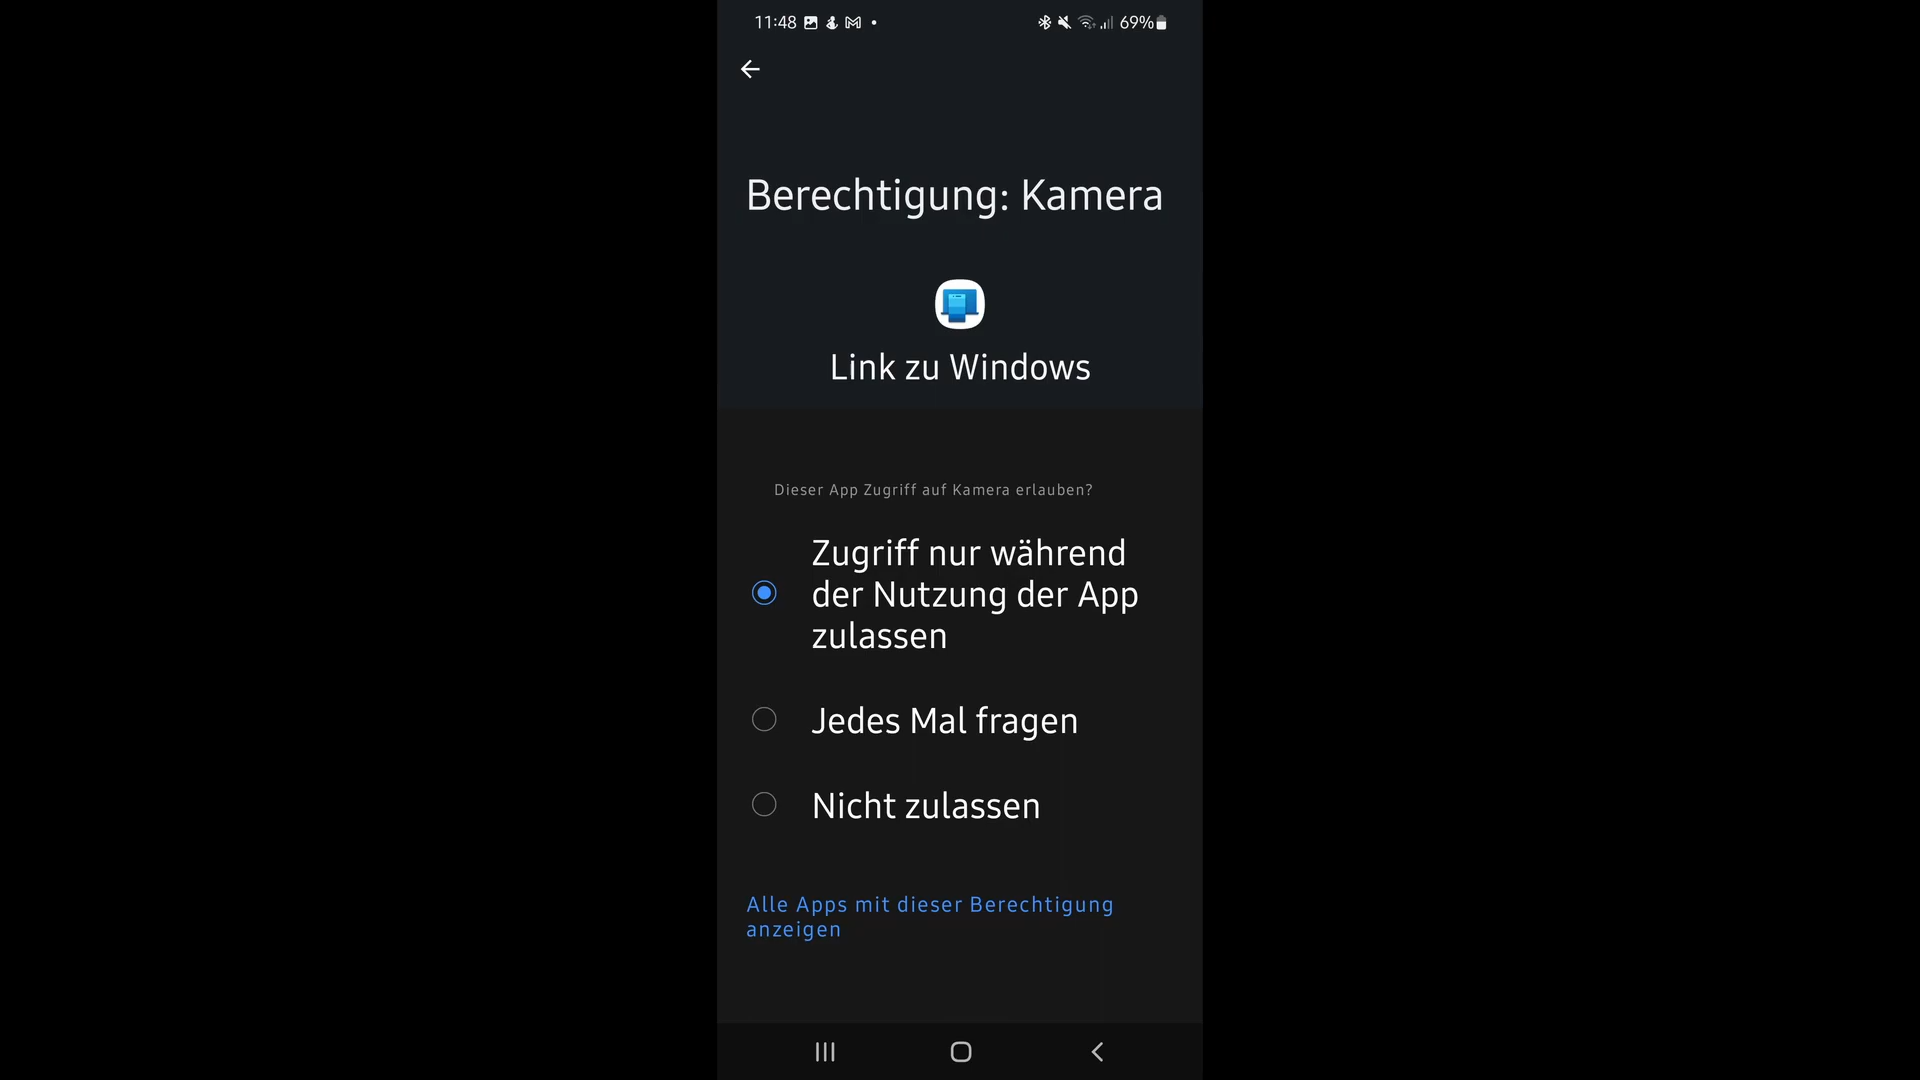 11:48
69%
Berechtigung: Kamera
Link zu Windows
Dieser App Zugriff auf Kamera erlauben?
Zugriff nur während
der Nutzung der App
zulassen
Jedes Mal fragen
Nicht zulassen
Alle Apps mit dieser Berechtigung
anzeigen